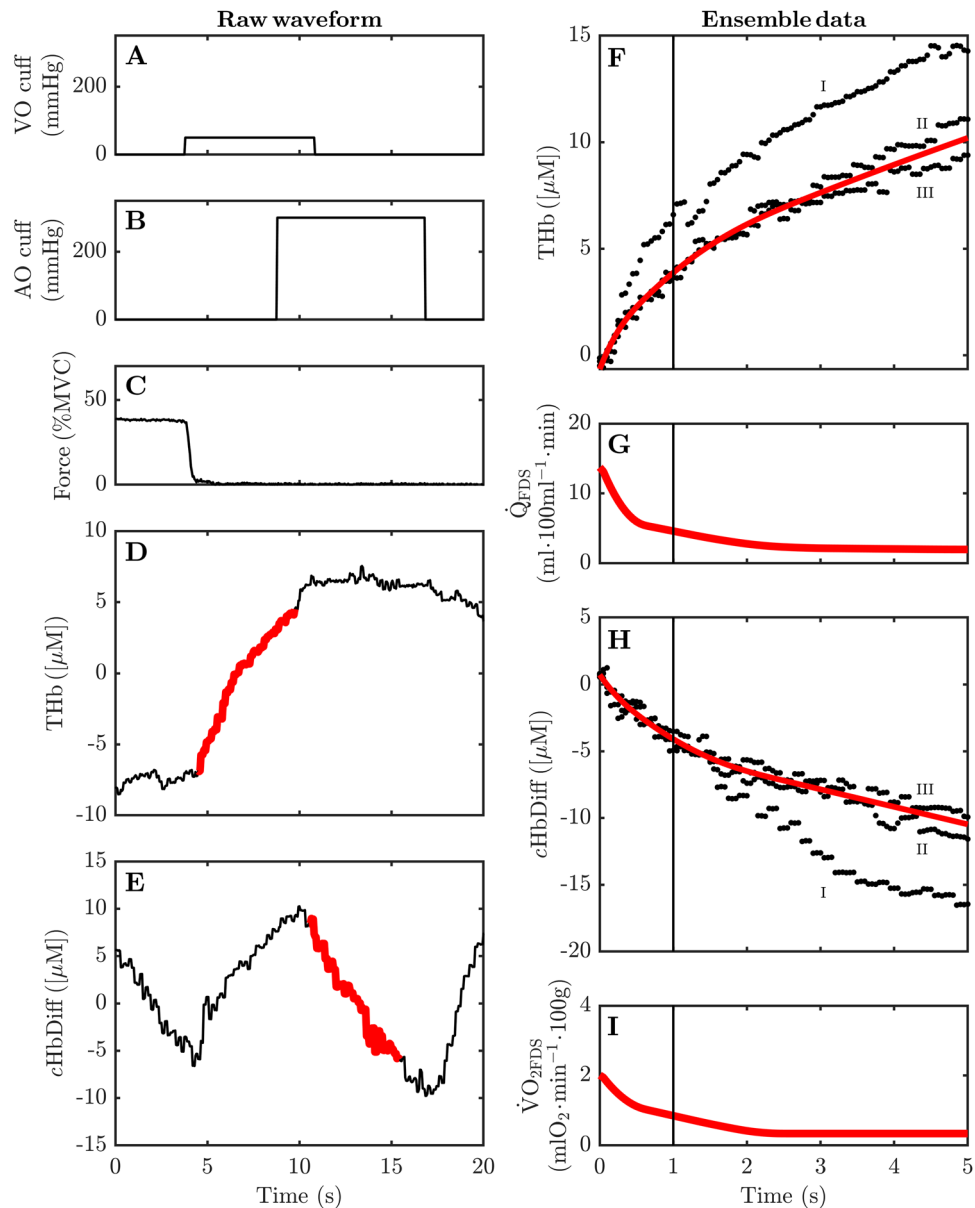 Raw waveform
A
VO cuff
(mmHg)
200
0
B
AO cuff
(mmHg)
200
0
C
Force (%MVC)
50
0
D
THb ([μM])
10
5
0
-5
-10
E
cHbDiff ([μM])
15
10
5
0
-5
-10
-15
0 5 10 15 20
Time (s)
Ensemble data
F
THb ([μM])
15
10
5
0
I
II
III
G
Q̇FDS
(ml·100ml⁻¹·min)
20
10
0
H
cHbDiff ([μM])
5
0
-5
-10
-15
-20
III
II
I
I
V̇O2FDS
(mlO₂·min⁻¹·100g)
4
2
0
0 1 2 3 4 5
Time (s)